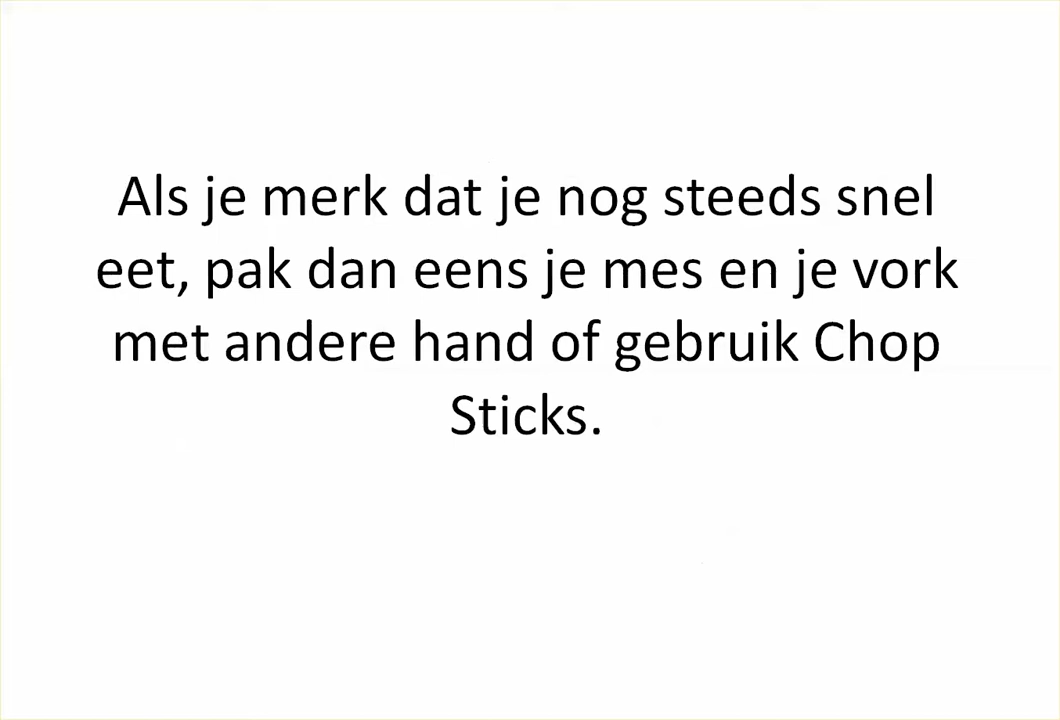 Als je merk dat je nog steeds snel
eet, pak dan eens je mes en je vork
met andere hand of gebruik Chop
Sticks.